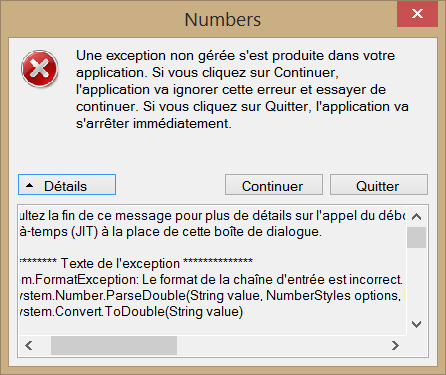 Numbers
Une exception non gérée s'est produite dans votre
application. Si vous cliquez sur Continuer,
l'application va ignorer cette erreur et essayer de
continuer. Si vous cliquez sur Quitter, l'application va
s'arrêter immédiatement.
Détails
Continuer
Quitter
ultez la fin de ce message pour plus de détails sur l'appel du débo
à-temps (JIT) à la place de cette boîte de dialogue.
******** Texte de l'exception **************
m.FormatException: Le format de la chaîne d'entrée est incorrect.
ystem.Number.ParseDouble(String value, NumberStyles options,
ystem.Convert.ToDouble(String value)